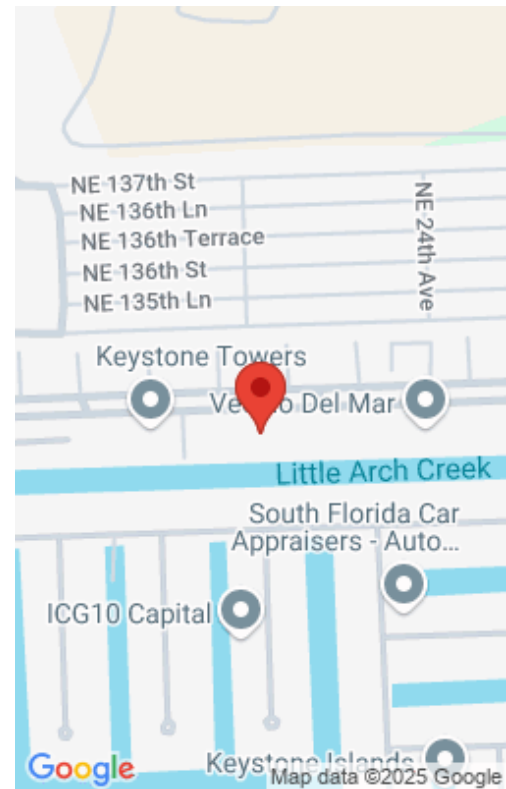 NE 137th St
NE 136th Ln
NE 136th Terrace
NE 136th St
NE 135th Ln
NE 24th Ave
Keystone Towers
Del Mar
Little Arch Creek
South Florida Car
Appraisers - Auto...
ICG10 Capital
Keystone Islands
Google
Map data ©2025 Google